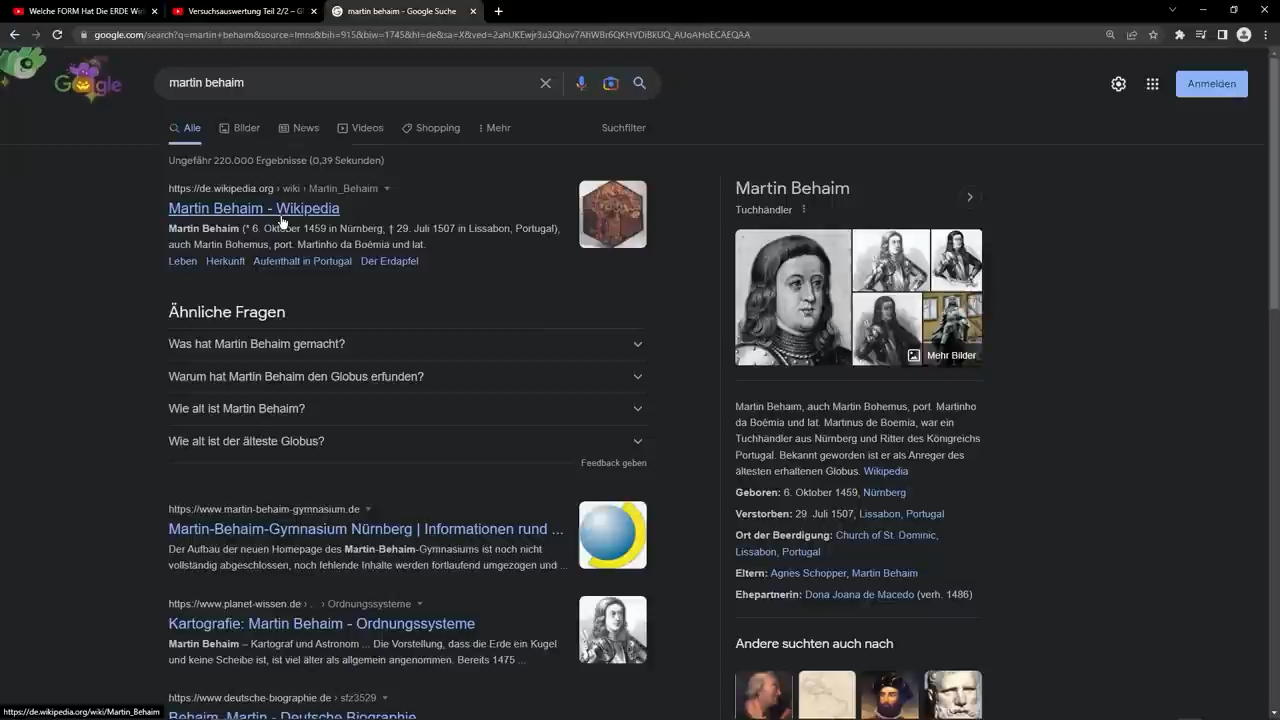 Welche FORM Hat Die ERDE Wi
Versuchsauswertung Teil 2/2 – G
martin behaim - Google Suche
google.com/search?q=martin+behaim&source=lmns&bih=915&biw=1745&hl=de&sa=X&ved=
Google
martin behaim
Anmelden
Alle
Bilder
News
Videos
Shopping
Mehr
Suchfilter
Ungefähr 220.000 Ergebnisse (0,39 Sekunden)
https://de.wikipedia.org › wiki › Martin_Behaim
Martin Behaim - Wikipedia
Martin Behaim (* 6. Oktober 1459 in Nürnberg, † 29. Juli 1507 in Lissabon, Portugal),
auch Martin Bohemus, port. Martinho da Boêmia und lat.
Leben Herkunft Aufenthalt in Portugal Der Erdapfel
Ähnliche Fragen
Was hat Martin Behaim gemacht?
Warum hat Martin Behaim den Globus erfunden?
Wie alt ist Martin Behaim?
Wie alt ist der älteste Globus?
Feedback geben
https://www.martin-behaim-gymnasium.de
Martin-Behaim-Gymnasium Nürnberg | Informationen rund ...
Der Aufbau der neuen Homepage des Martin-Behaim-Gymnasiums ist noch nicht
vollständig abgeschlossen, noch fehlende Inhalte werden fortlaufend umgezogen und ...
https://www.planet-wissen.de › ... › Ordnungssysteme
Kartografie: Martin Behaim - Ordnungssysteme
Martin Behaim – Kartograf und Astronom ... Die Vorstellung, dass die Erde ein Kugel
und keine Scheibe ist, ist viel älter als allgemein angenommen. Bereits 1475 ...
https://www.deutsche-biographie.de › sfz3529
Behaim, Martin - Deutsche Biographie
Martin Behaim
Tuchhändler
Mehr Bilder
Martin Behaim, auch Martin Bohemus, port. Martinho
da Boêmia und lat. Martinus de Boemia, war ein
Tuchhändler aus Nürnberg und Ritter des Königreichs
Portugal. Bekannt geworden ist er als Anreger des
ältesten erhaltenen Globus. Wikipedia
Geboren: 6. Oktober 1459, Nürnberg
Verstorben: 29. Juli 1507, Lissabon, Portugal
Ort der Beerdigung: Church of St. Dominic,
Lissabon, Portugal
Eltern: Agnes Schopper, Martin Behaim
Ehepartnerin: Dona Joana de Macedo (verh. 1486)
Andere suchten auch nach
https://de.wikipedia.org/wiki/Martin_Behaim